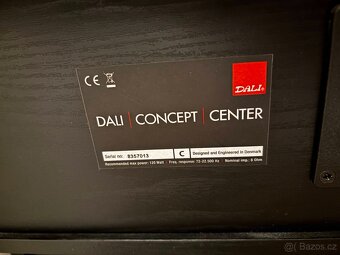 CE
DALI
DALI | CONCEPT | CENTER
Serial no.: 9357013
C
Designed and Engineered in Denmark
Recommended max power: 120 Watt Freq. response: 72-22.500 Hz Nominal imp.: 6 Ohm
Bazos.cz